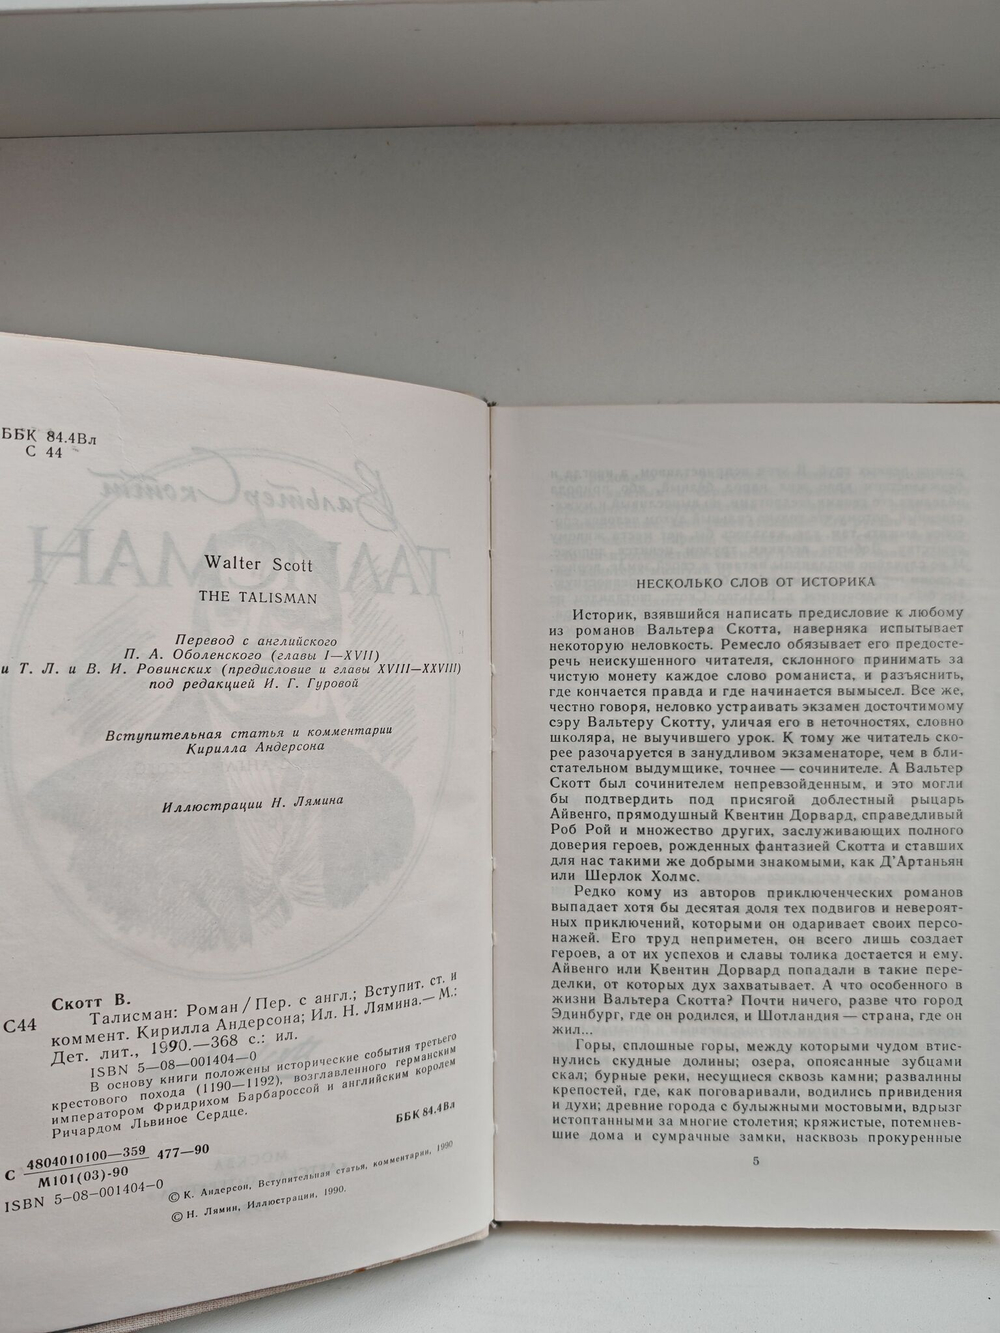 ББК 84.4Вл
С 44
Walter Scott
THE TALISMAN
Перевод с английского
П. А. Оболенского (главы I—XVII)
и Т. Л. и В. И. Ровинских (предисловие и главы XVIII—XXVIII)
под редакцией И. Г. Гуровой
Вступительная статья и комментарии
Кирилла Андерсона
Иллюстрации Н. Лямина
Скотт В.
С44
Талисман: Роман / Пер. с англ.; Вступит. ст. и
коммент. Кирилла Андерсона; Ил. Н. Лямина.— М.:
Дет. лит., 1990.—368 с.: ил.
ISBN 5—08—001404—0
В основу книги положены исторические события третьего
крестового похода (1190—1192), возглавленного германским
императором Фридрихом Барбароссой и английским королем
Ричардом Львиное Сердце.
С 4804010100—359 477—90
М101(03)-90
ББК 84.4Вл
ISBN 5—08—001404—0
© К. Андерсон, Вступительная статья, комментарии, 1990
© Н. Лямин, Иллюстрации, 1990.
НЕСКОЛЬКО СЛОВ ОТ ИСТОРИКА
Историк, взявшийся написать предисловие к любому
из романов Вальтера Скотта, наверняка испытывает
некоторую неловкость. Ремесло обязывает его предосте-
речь неискушенного читателя, склонного принимать за
чистую монету каждое слово романиста, и разъяснить,
где кончается правда и где начинается вымысел. Все же,
честно говоря, неловко устраивать экзамен досточтимому
сэру Вальтеру Скотту, уличая его в неточностях, словно
школяра, не выучившего урок. К тому же читатель ско-
рее разочаруется в занудливом экзаменаторе, чем в бли-
стательном выдумщике, точнее — сочинителе. А Вальтер
Скотт был сочинителем непревзойденным, и это могли
бы подтвердить под присягой доблестный рыцарь
Айвенго, прямодушный Квентин Дорвард, справедливый
Роб Рой и множество других, заслуживающих полного
доверия героев, рожденных фантазией Скотта и ставших
для нас такими же добрыми знакомыми, как Д'Артаньян
или Шерлок Холмс.
Редко кому из авторов приключенческих романов
выпадает хотя бы десятая доля тех подвигов и невероят-
ных приключений, которыми он одаривает своих персо-
нажей. Его труд неприметен, он всего лишь создает
героев, а от их успехов и славы толика достается и ему.
Айвенго или Квентин Дорвард попадали в такие пере-
делки, от которых дух захватывает. А что особенного в
жизни Вальтера Скотта? Почти ничего, разве что город
Эдинбург, где он родился, и Шотландия — страна, где он
жил...
Горы, сплошные горы, между которыми чудом втис-
нулись скудные долины; озера, опоясанные зубцами
скал; бурные реки, несущиеся сквозь камни; развалины
крепостей, где, как поговаривали, водились привидения
и духи; древние города с булыжными мостовыми, вдрызг
истоптанными за многие столетия; кряжистые, потемнев-
шие дома и сумрачные замки, насквозь прокуренные
5